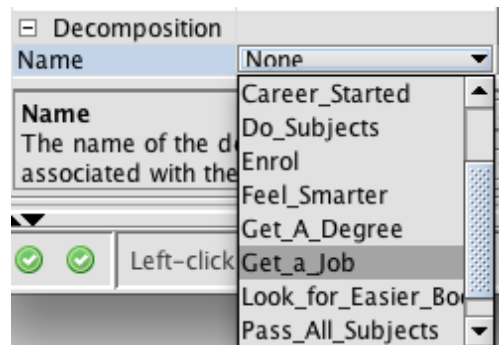 Decomposition
Name None
Name
The name of the d
associated with the
Left-click
Career_Started
Do_Subjects
Enrol
Feel_Smarter
Get_A_Degree
Get_a_Job
Look_for_Easier_Bo
Pass_All_Subjects